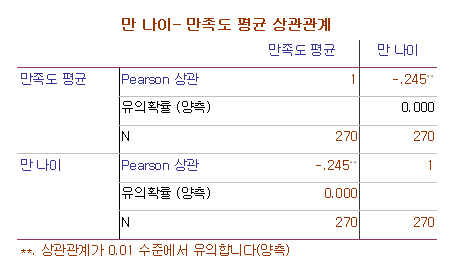 만 나이- 만족도 평균 상관관계
만족도 평균 만 나이
만족도 평균 Pearson 상관 1 -.245**
유의확률 (양측) 0.000
N 270 270
만 나이 Pearson 상관 -.245** 1
유의확률 (양측) 0.000
N 270 270
**. 상관관계가 0.01 수준에서 유의합니다(양측)